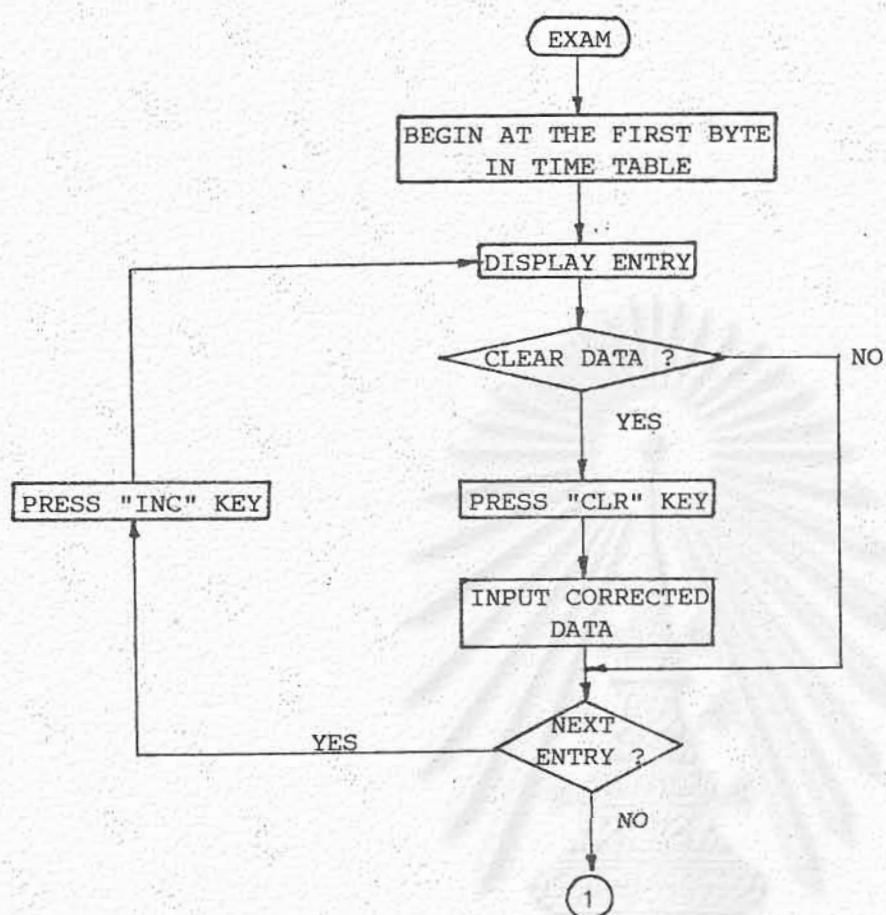 EXAM
BEGIN AT THE FIRST BYTE
IN TIME TABLE
DISPLAY ENTRY
CLEAR DATA ?
NO
YES
PRESS "INC" KEY
PRESS "CLR" KEY
INPUT CORRECTED
DATA
NEXT
ENTRY ?
YES
NO
1